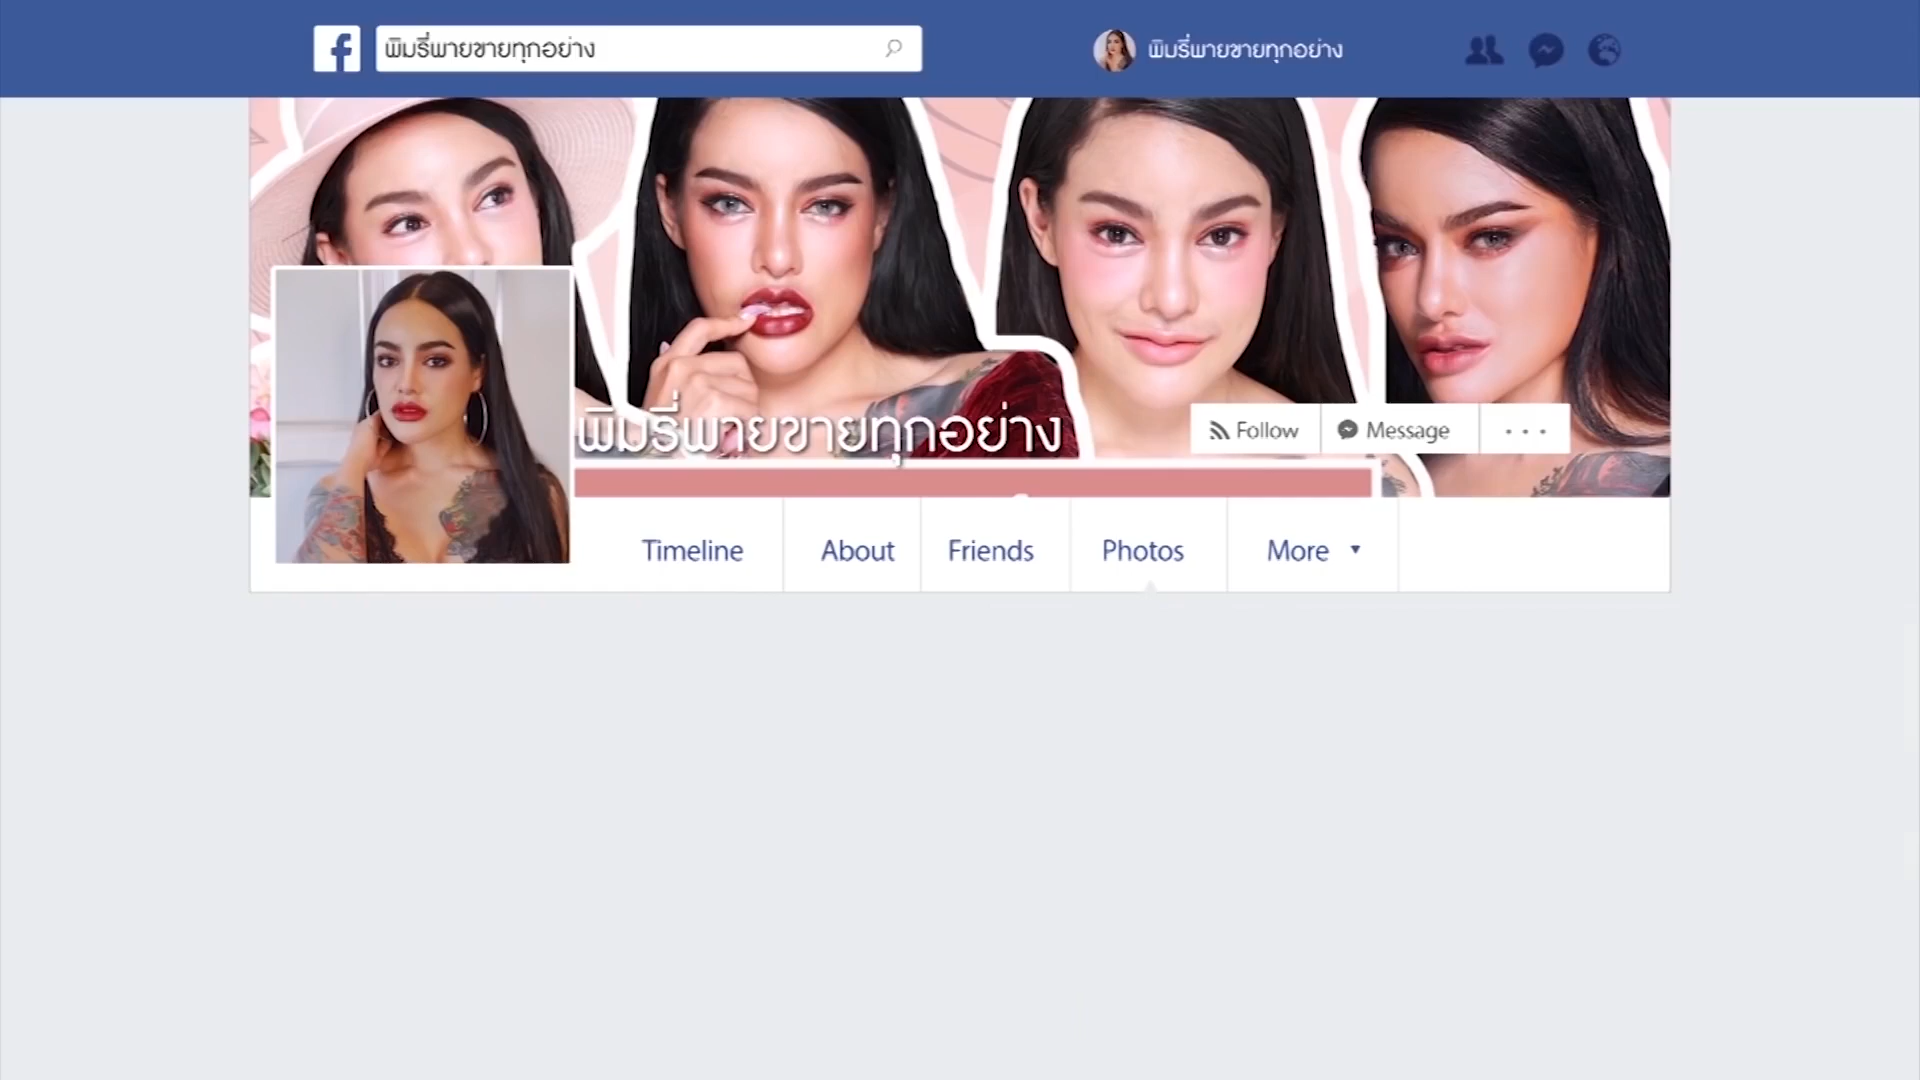 พิมรี่พายขายทุกอย่าง
พิมรี่พายขายทุกอย่าง
พิมรี่พายขายทุกอย่าง
Follow
Message
Timeline
About
Friends
Photos
More